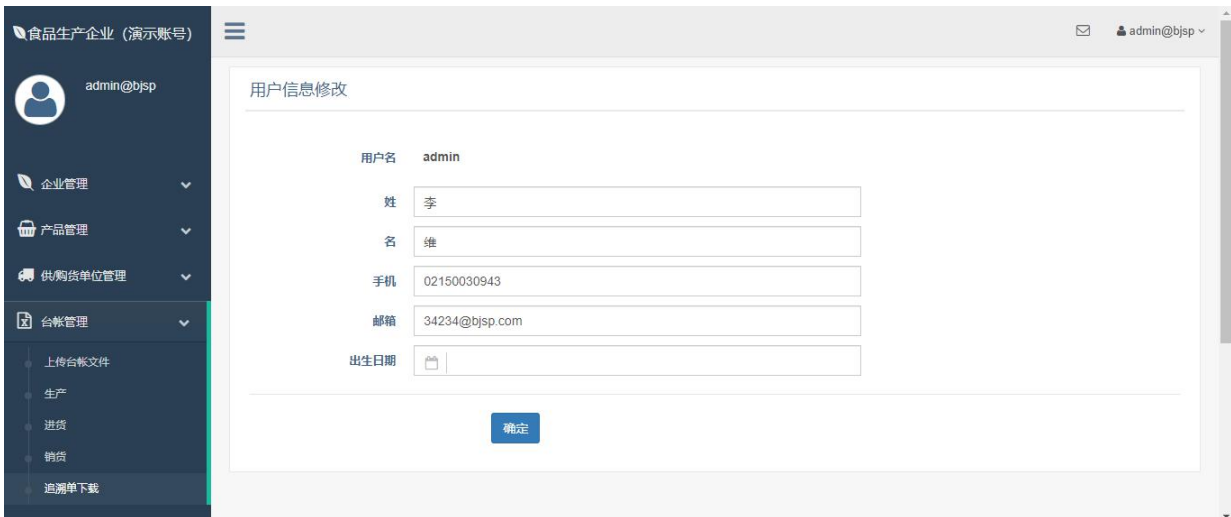 食品生产企业（演示账号）
admin@bjsp
admin@bjsp
用户信息修改
企业管理
产品管理
供/购货单位管理
台帐管理
上传台帐文件
生产
进货
销货
追溯单下载
用户名 admin
姓 李
名 维
手机 02150030943
邮箱 34234@bjsp.com
出生日期
确定